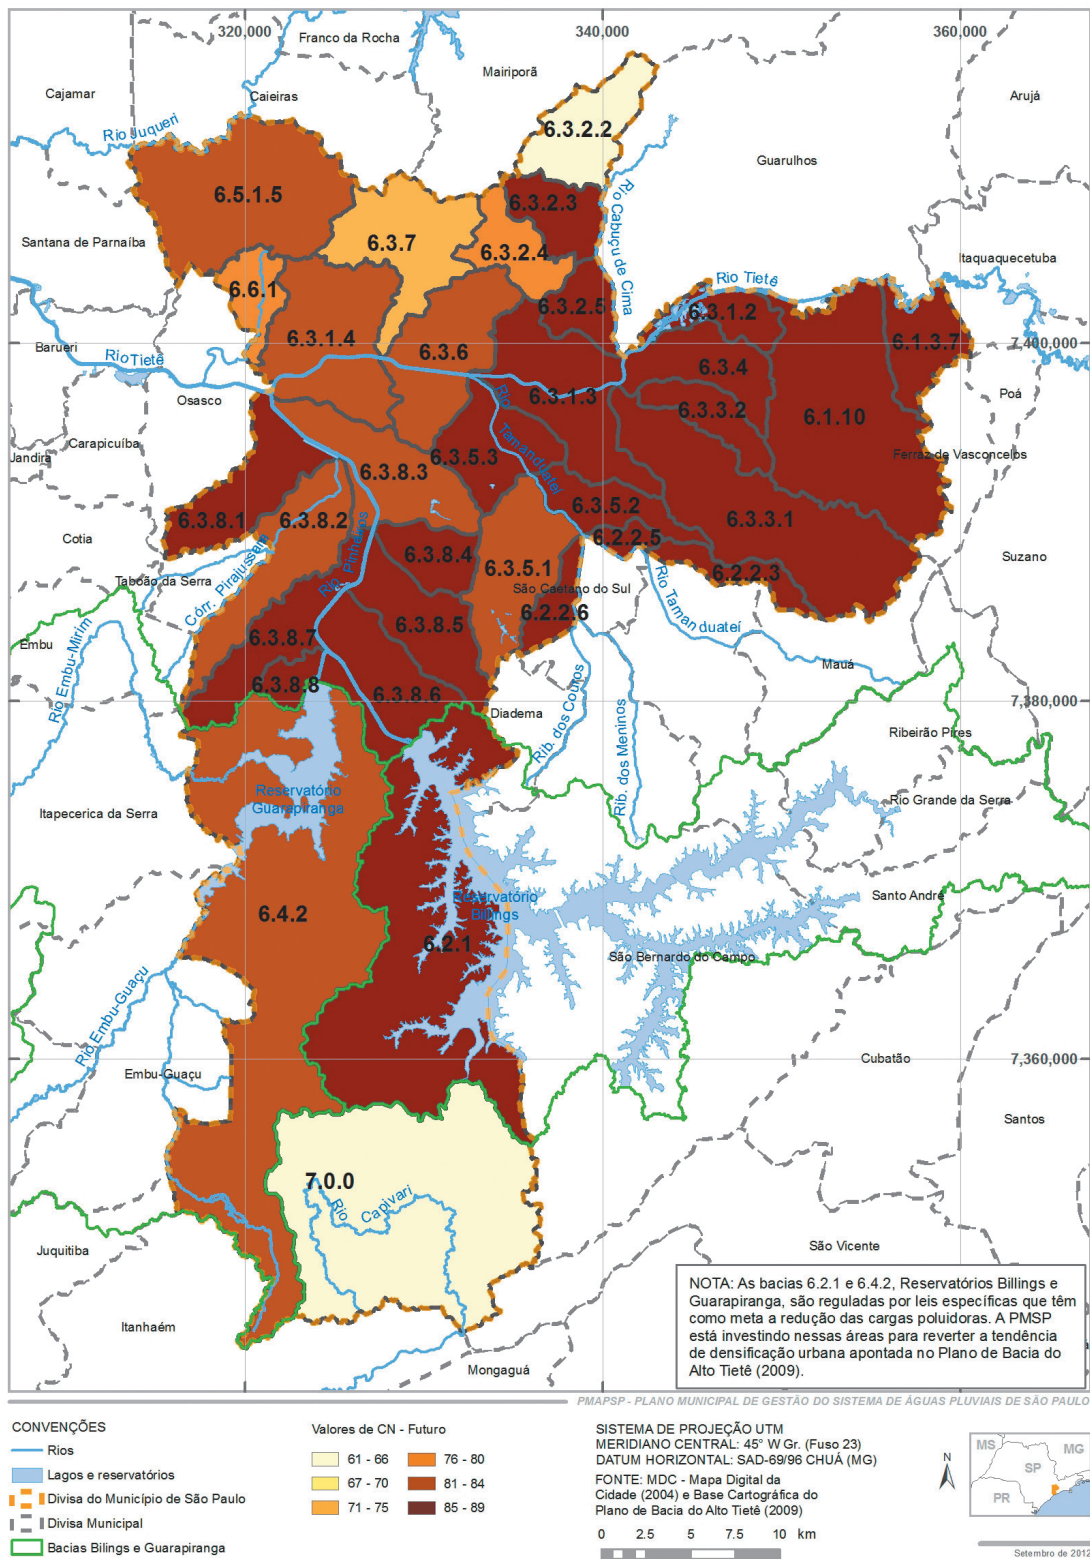 320,000
340,000
360,000
Franco da Rocha
Mairiporã
Cajamar
Caieiras
Arujá
Rio Juqueri
6.3.2.2
Guarulhos
6.5.1.5
6.3.2.3
Rio Cabuçu de Cima
Santana de Parnaíba
6.3.7
6.3.2.4
Itaquaquecetuba
Rio Tietê
6.6.1
6.3.2.5
6.3.1.2
6.1.3.7
Barueri
Rio Tietê
6.3.1.4
6.3.6
7,400,000
6.3.4
Osasco
6.3.1.3
Poá
6.3.3.2
6.1.10
Carapicuíba
Rio Tamanduateí
Jandira
6.3.8.3
6.3.5.3
Ferraz de Vasconcelos
6.3.8.1
6.3.8.2
6.3.5.2
6.3.3.1
Cotia
6.2.2.5
Rio Pinheiros
6.3.8.4
6.3.5.1
Suzano
Taboão da Serra
6.2.2.3
São Caetano do Sul
Córr. Pirajussara
Rio Tamanduateí
6.2.2.6
Embu
Rio Embu-Mirim
6.3.8.7
6.3.8.5
Mauá
6.3.8.8
6.3.8.6
7,380,000
Diadema
Rib. dos Couros
Rib. dos Meninos
Ribeirão Pires
Reservatório
Guarapiranga
Itapecerica da Serra
Rio Grande da Serra
Reservatório
Billings
Santo André
6.4.2
6.2.1
São Bernardo do Campo
Rio Embu-Guaçu
Embu-Guaçu
Cubatão
7,360,000
Santos
7.0.0
Rio Capivari
Juquitiba
São Vicente
Itanhaém
Mongaguá
NOTA: As bacias 6.2.1 e 6.4.2, Reservatórios Billings e
Guarapiranga, são reguladas por leis específicas que têm
como meta a redução das cargas poluidoras. A PMSP
está investindo nessas áreas para reverter a tendência
de densificação urbana apontada no Plano de Bacia do
Alto Tietê (2009).
PMAPSP - PLANO MUNICIPAL DE GESTÃO DO SISTEMA DE ÁGUAS PLUVIAIS DE SÃO PAULO
CONVENÇÕES
Rios
Lagos e reservatórios
Divisa do Município de São Paulo
Divisa Municipal
Bacias Bilings e Guarapiranga
Valores de CN - Futuro
61 - 66
67 - 70
71 - 75
76 - 80
81 - 84
85 - 89
SISTEMA DE PROJEÇÃO UTM
MERIDIANO CENTRAL: 45° W Gr. (Fuso 23)
DATUM HORIZONTAL: SAD-69/96 CHUÁ (MG)
FONTE: MDC - Mapa Digital da
Cidade (2004) e Base Cartográfica do
Plano de Bacia do Alto Tietê (2009)
0 2.5 5 7.5 10 km
N
MS
MG
SP
PR
Setembro de 2012